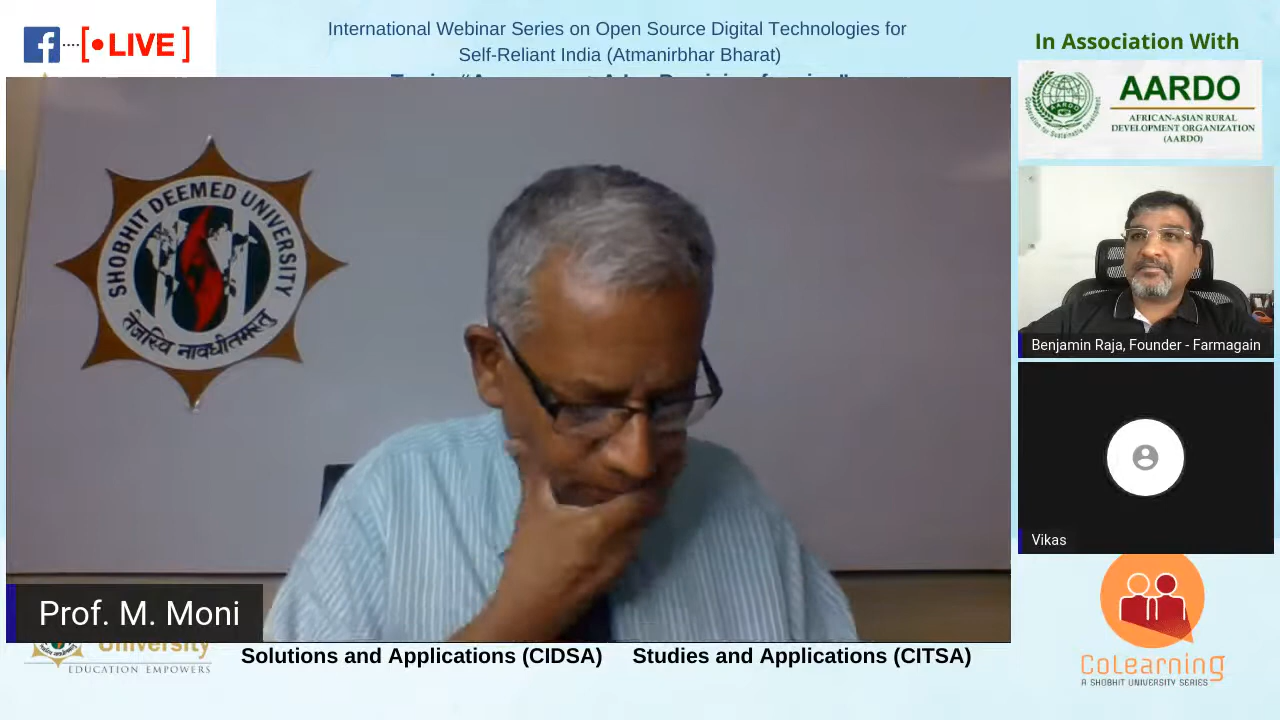 LIVE
International Webinar Series on Open Source Digital Technologies for
Self-Reliant India (Atmanirbhar Bharat)
In Association With
AARDO
AFRICAN-ASIAN RURAL
DEVELOPMENT ORGANIZATION
(AARDO)
SHOBHIT DEEMED UNIVERSITY
तेजस्वि नावधीतमस्तु
Benjamin Raja, Founder - Farmagain
Vikas
Prof. M. Moni
University
EDUCATION EMPOWERS
Solutions and Applications (CIDSA) Studies and Applications (CITSA)
CoLearning
A SHOBHIT UNIVERSITY SERIES